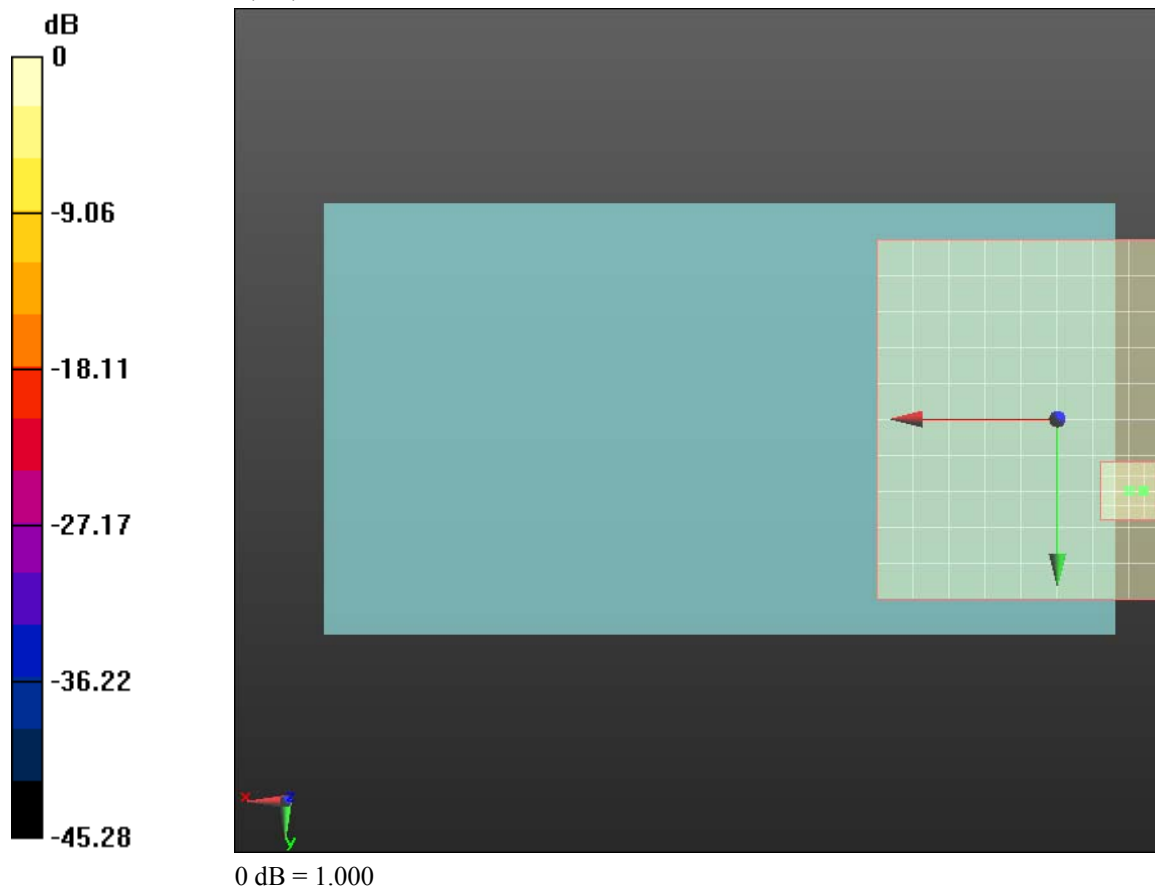 dB
0
-9.06
-18.11
-27.17
-36.22
-45.28
x
z
y
0 dB = 1.000